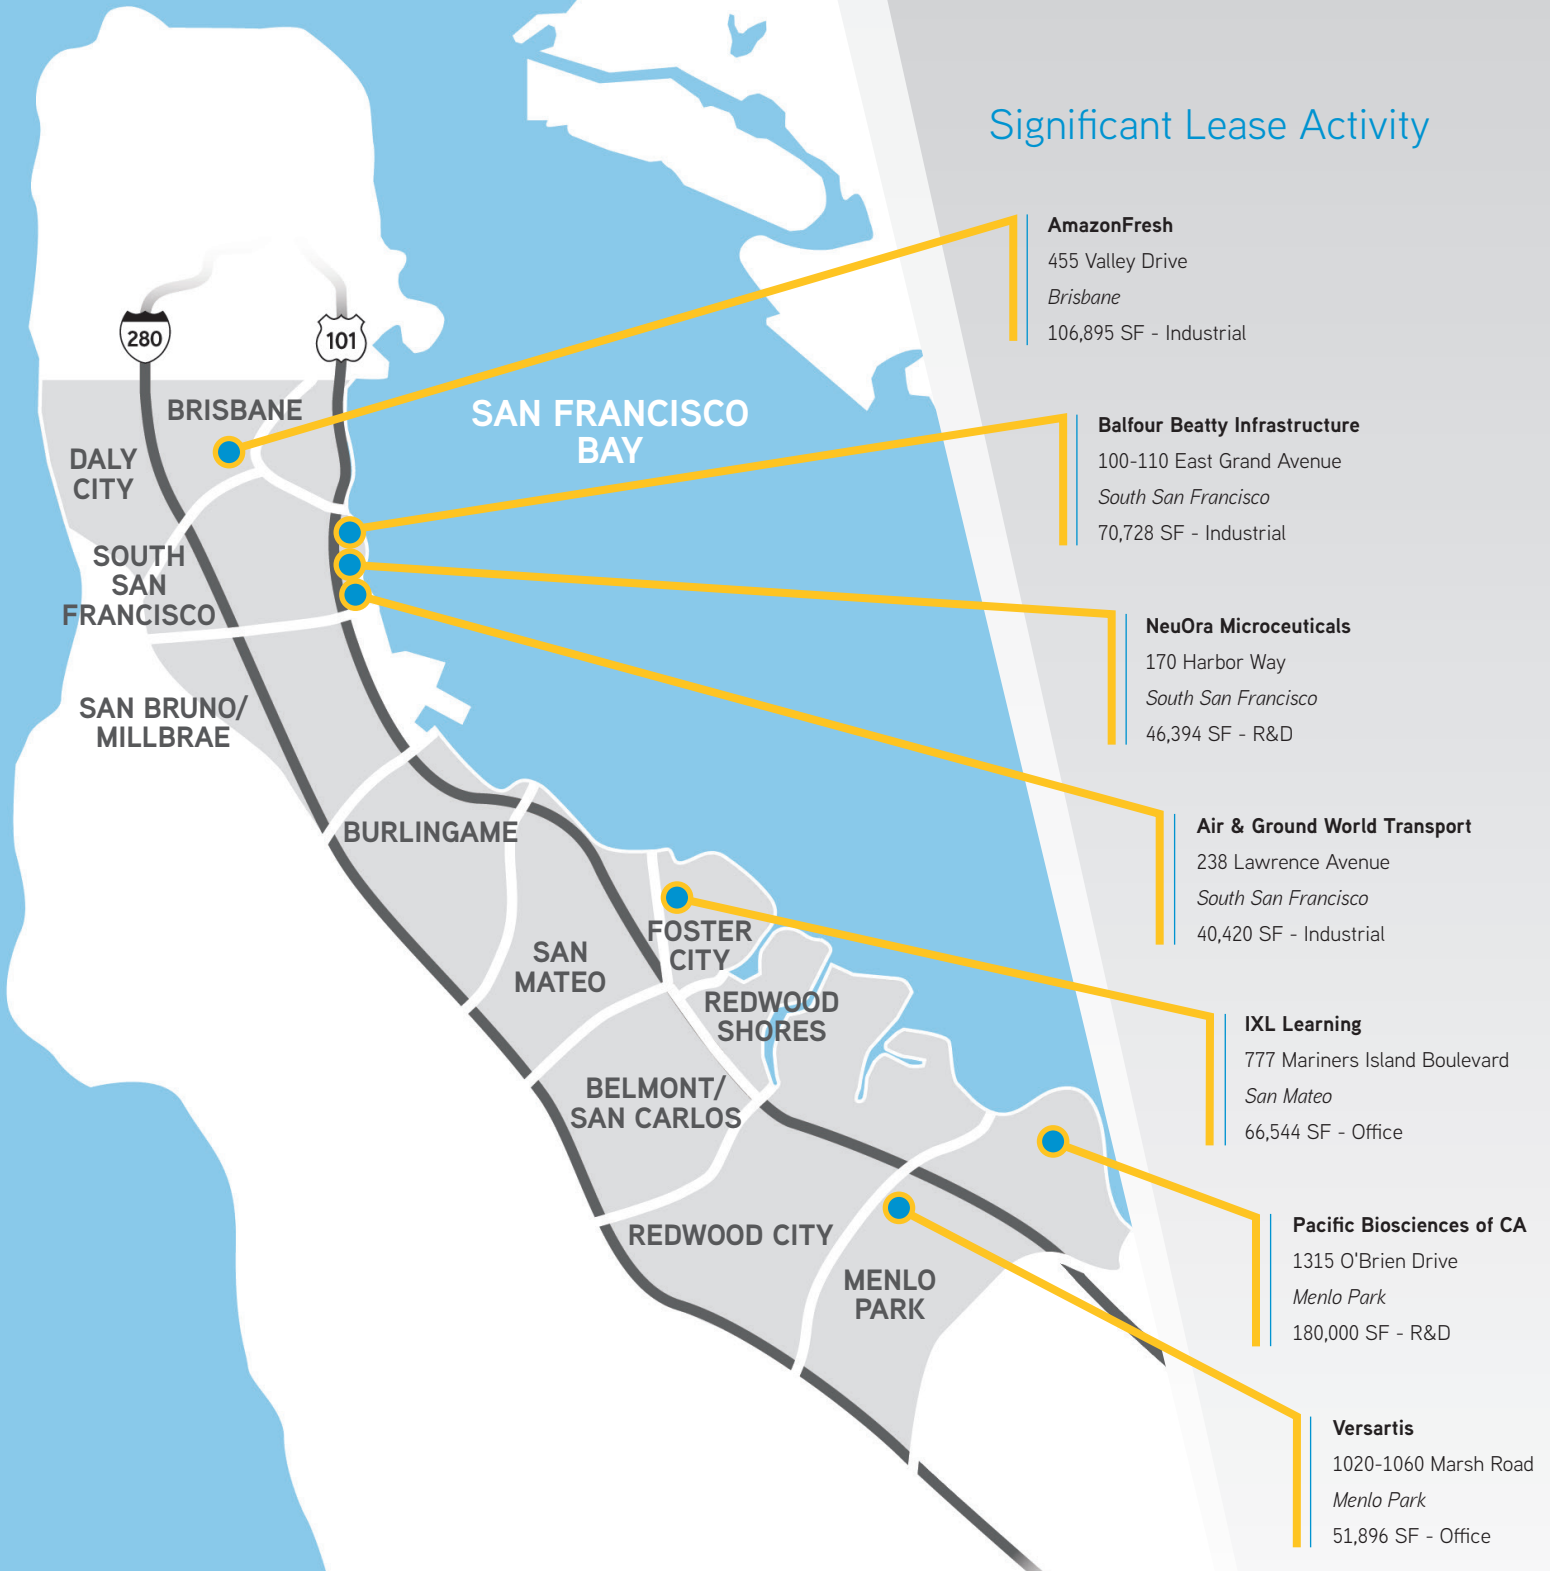 Significant Lease Activity
AmazonFresh
455 Valley Drive
Brisbane
106,895 SF - Industrial
Balfour Beatty Infrastructure
100-110 East Grand Avenue
South San Francisco
70,728 SF - Industrial
NeuOra Microceuticals
170 Harbor Way
South San Francisco
46,394 SF - R&D
Air & Ground World Transport
238 Lawrence Avenue
South San Francisco
40,420 SF - Industrial
IXL Learning
777 Mariners Island Boulevard
San Mateo
66,544 SF - Office
Pacific Biosciences of CA
1315 O'Brien Drive
Menlo Park
180,000 SF - R&D
Versartis
1020-1060 Marsh Road
Menlo Park
51,896 SF - Office
280
101
SAN FRANCISCO
BAY
BRISBANE
DALY
CITY
SOUTH
SAN
FRANCISCO
SAN BRUNO/
MILLBRAE
BURLINGAME
SAN
MATEO
FOSTER
CITY
REDWOOD
SHORES
BELMONT/
SAN CARLOS
REDWOOD CITY
MENLO
PARK